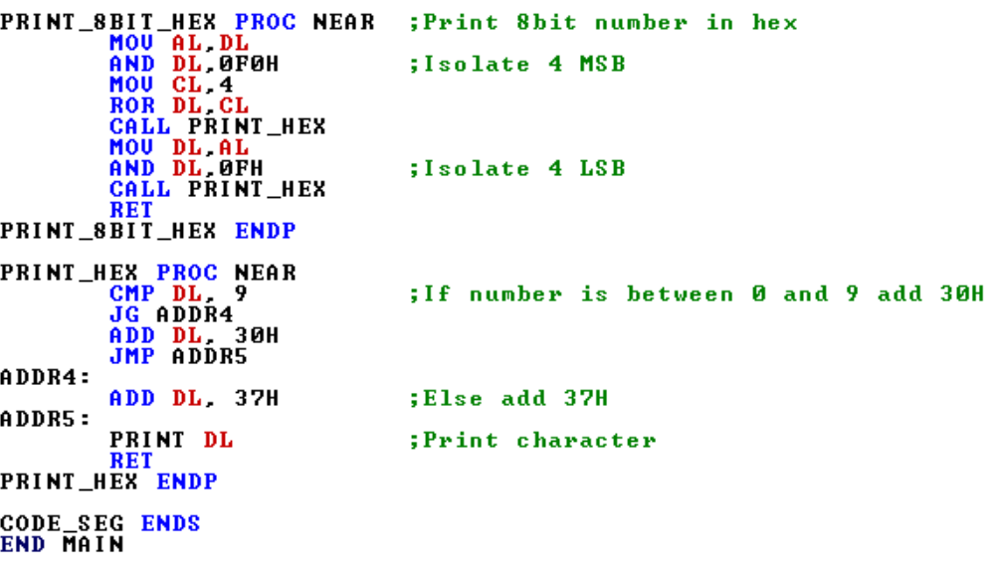 PRINT_8BIT_HEX PROC NEAR ;Print 8bit number in hex
MOV AL,DL
AND DL,0F0H ;Isolate 4 MSB
MOV CL,4
ROR DL,CL
CALL PRINT_HEX
MOV DL,AL
AND DL,0FH ;Isolate 4 LSB
CALL PRINT_HEX
RET
PRINT_8BIT_HEX ENDP
PRINT_HEX PROC NEAR
CMP DL, 9 ;If number is between 0 and 9 add 30H
JG ADDR4
ADD DL, 30H
JMP ADDR5
ADDR4:
ADD DL, 37H ;Else add 37H
ADDR5:
PRINT DL ;Print character
RET
PRINT_HEX ENDP
CODE_SEG ENDS
END MAIN